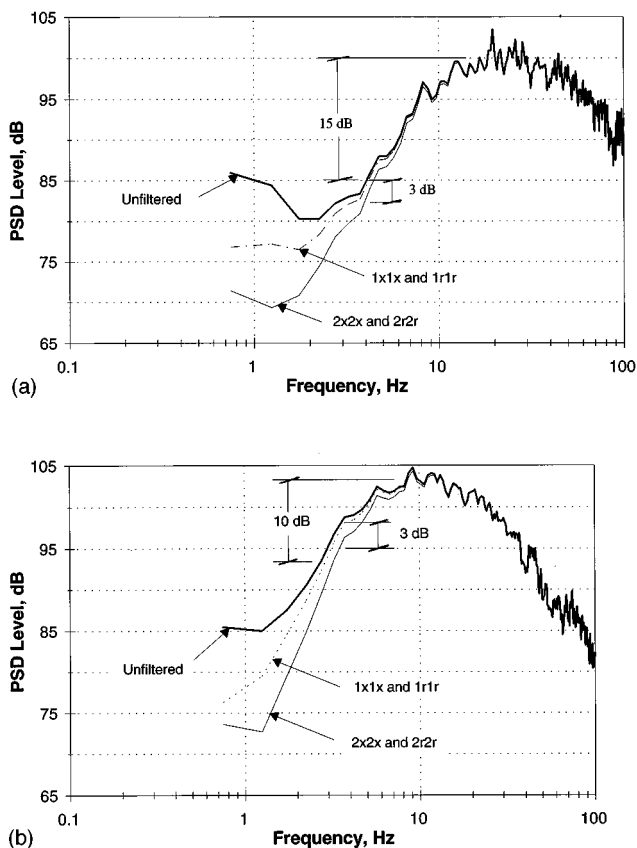 (a)
PSD Level, dB
105
95
85
75
65
15 dB
3 dB
Unfiltered
1x1x and 1r1r
2x2x and 2r2r
0.1
1
10
100
Frequency, Hz
(b)
PSD Level, dB
105
95
85
75
65
10 dB
3 dB
Unfiltered
1x1x and 1r1r
2x2x and 2r2r
0.1
1
10
100
Frequency, Hz